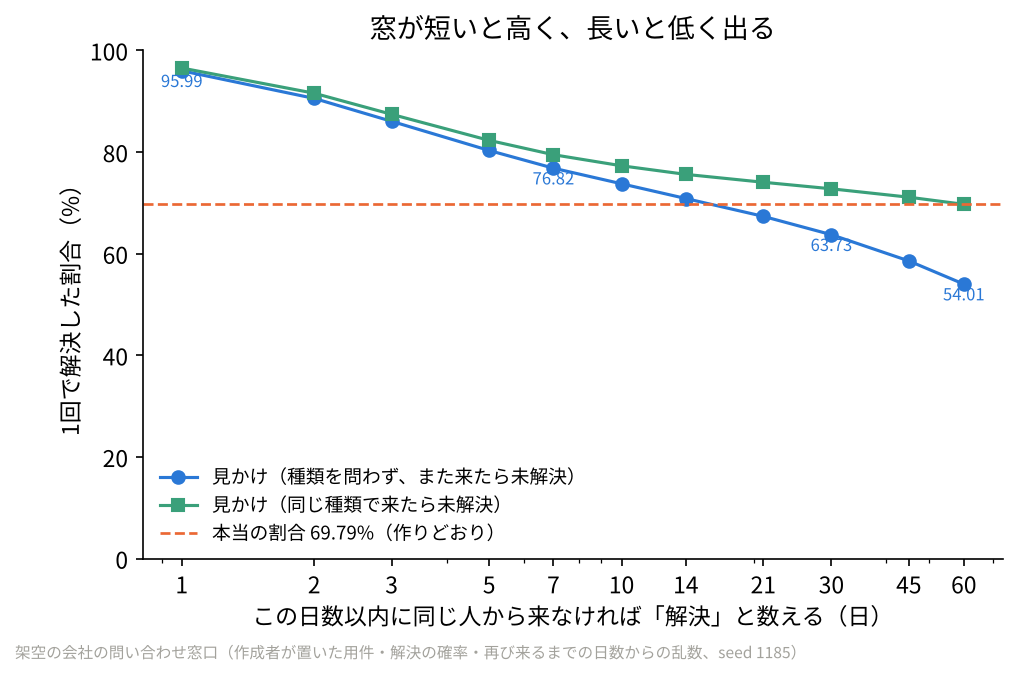 窓が短いと高く、長いと低く出る
1回で解決した割合（%）
100
80
60
40
20
0
95.99
76.82
63.73
54.01
見かけ（種類を問わず、また来たら未解決）
見かけ（同じ種類で来たら未解決）
本当の割合 69.79%（作りどおり）
1 2 3 5 7 10 14 21 30 45 60
この日数以内に同じ人から来なければ「解決」と数える（日）
架空の会社の問い合わせ窓口（作成者が置いた用件・解決の確率・再び来るまでの日数からの乱数、seed 1185）